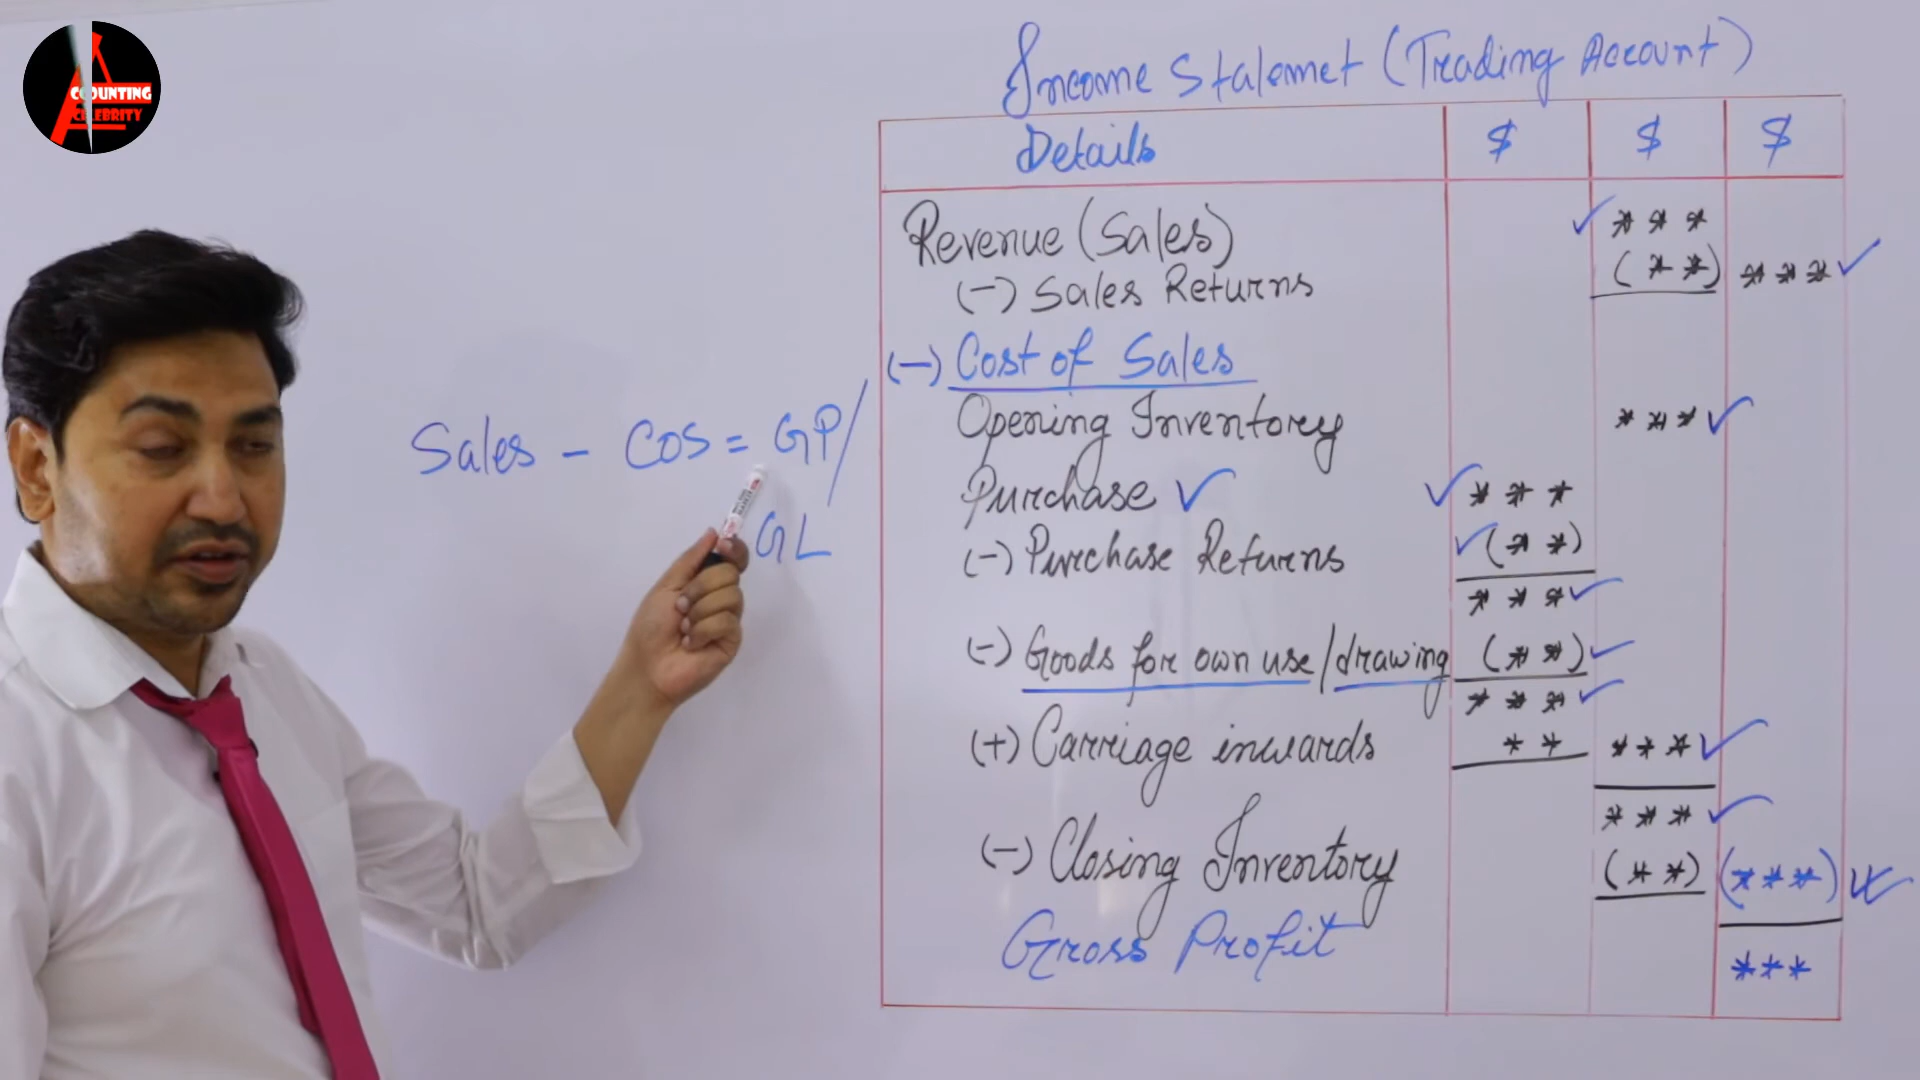 ACCOUNTING
CELEBRITY
Income Statemet (Trading Account)
Details $ $ $
Revenue (Sales) ✓ * * *
(-) Sales Returns (* *) * * * ✓
(-) Cost of Sales
Opening Inventory * * * ✓
Sales - COS = GP/
GL
Purchase ✓ ✓ * * *
(-) Purchase Returns ✓ (* *)
* * * ✓
(-) Goods for own use/drawing (* *) ✓
* * * ✓
(+) Carriage inwards * * * * * ✓
* * * ✓
(-) Closing Inventory (* *) (* * *) ✓
Gross Profit * * *